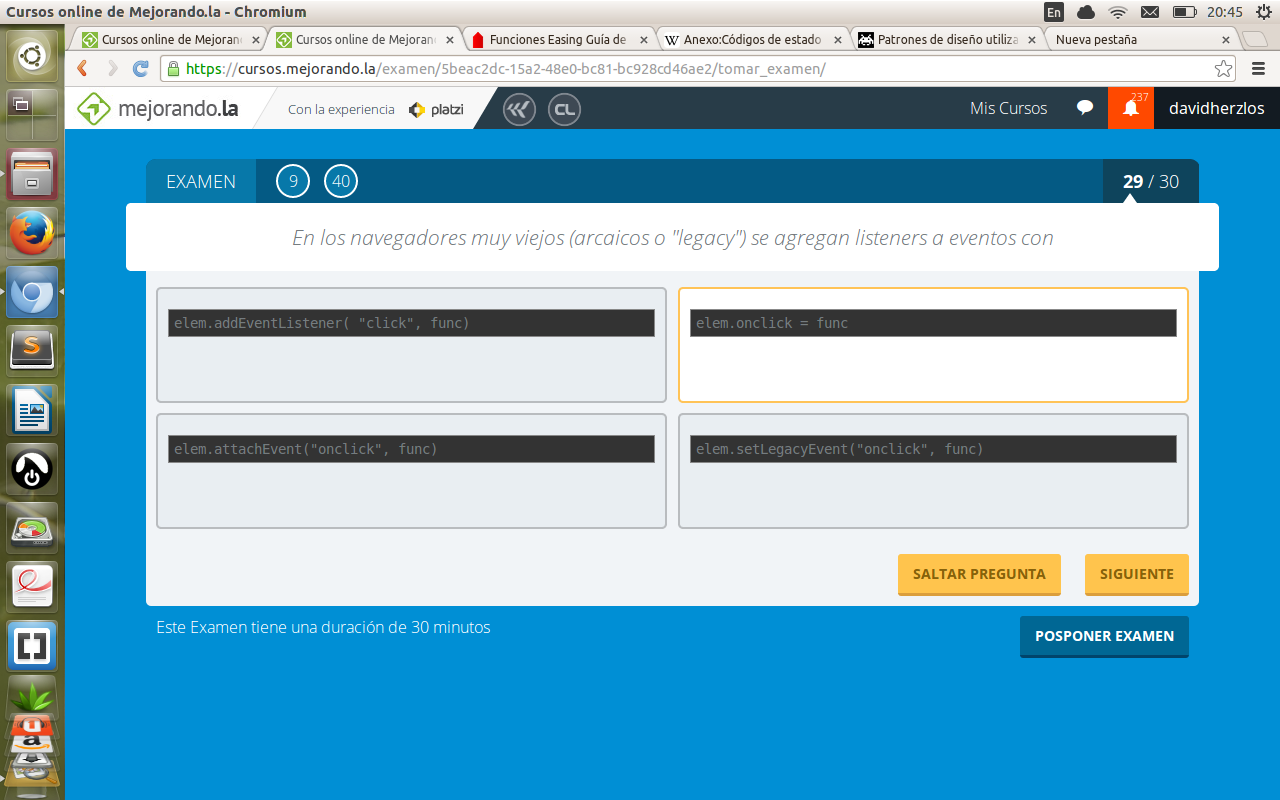 Cursos online de Mejorando.la - Chromium
En
20:45
Cursos online de Mejoran
Cursos online de Mejoran
Funciones Easing Guía de
Anexo:Códigos de estado
Patrones de diseño utiliza
Nueva pestaña
https://cursos.mejorando.la/examen/5beac2dc-15a2-48e0-bc81-bc928cd46ae2/tomar_examen/
mejorando.la
Con la experiencia platzi
CL
Mis Cursos
237
davidherzlos
EXAMEN
9
40
29 / 30
En los navegadores muy viejos (arcaicos o "legacy") se agregan listeners a eventos con
elem.addEventListener( "click", func)
elem.onclick = func
elem.attachEvent("onclick", func)
elem.setLegacyEvent("onclick", func)
SALTAR PREGUNTA
SIGUIENTE
Este Examen tiene una duración de 30 minutos
POSPONER EXAMEN